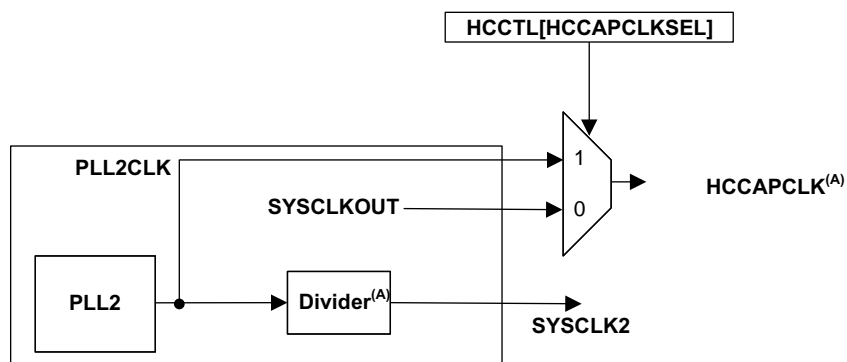 HCCTL[HCCAPCLKSEL]
PLL2CLK
1
HCCAPCLK(A)
SYSCLKOUT
0
PLL2
Divider(A)
SYSCLK2